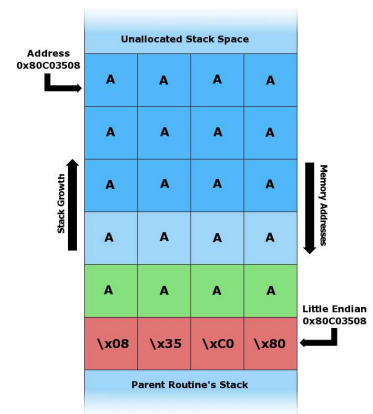 Unallocated Stack Space
Address
0x80C03508
A A A A
A A A A
Stack Growth
A A A A
Memory Addresses
A A A A
A A A A
Little Endian
0x80C03508
\x08 \x35 \xC0 \x80
Parent Routine's Stack